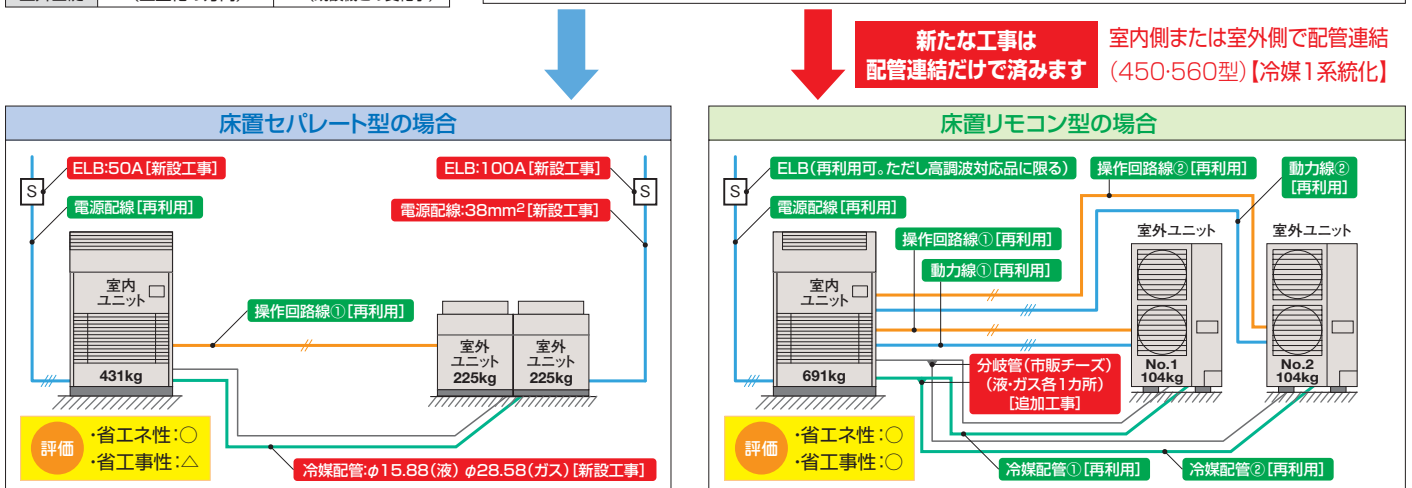 新たな工事は
配管連結だけで済みます
室内側または室外側で配管連結
(450·560型)【冷媒1系統化】
床置セパレート型の場合
ELB:50A[新設工事]
ELB:100A[新設工事]
S
S
電源配線[再利用]
電源配線:38mm²[新設工事]
室内
ユニット
操作回路線①[再利用]
室外
ユニット
225kg
室外
ユニット
225kg
431kg
評価
・省エネ性:○
・省工事性:△
冷媒配管:φ15.88(液) φ28.58(ガス)[新設工事]
床置リモコン型の場合
ELB(再利用可。ただし高調波対応品に限る)
操作回路線②[再利用]
動力線②
[再利用]
S
電源配線[再利用]
操作回路線①[再利用]
室外ユニット
室外ユニット
動力線①[再利用]
室内
ユニット
691kg
分岐管(市販チーズ)
(液・ガス各1カ所)
[追加工事]
No.1
104kg
No.2
104kg
評価
・省エネ性:○
・省工事性:○
冷媒配管①[再利用]
冷媒配管②[再利用]